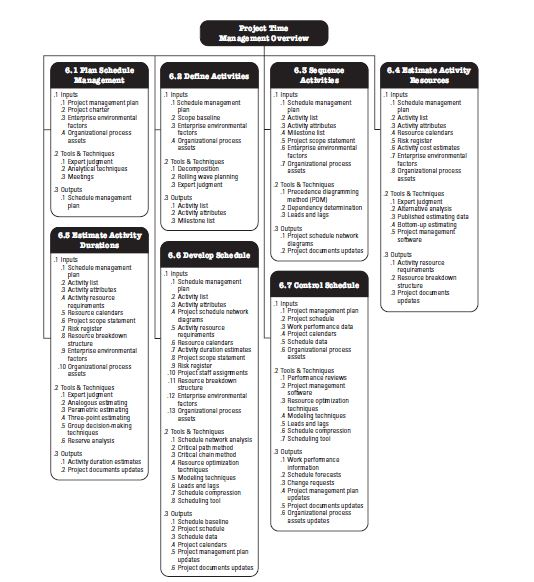 Project Time
Management Overview
6.1 Plan Schedule
Management
.1 Inputs
.1 Project management plan
.2 Project charter
.3 Enterprise environmental
factors
.4 Organizational process
assets
.2 Tools & Techniques
.1 Expert judgment
.2 Analytical techniques
.3 Meetings
.3 Outputs
.1 Schedule management
plan
6.2 Define Activities
.1 Inputs
.1 Schedule management
plan
.2 Scope baseline
.3 Enterprise environmental
factors
.4 Organizational process
assets
.2 Tools & Techniques
.1 Decomposition
.2 Rolling wave planning
.3 Expert judgment
.3 Outputs
.1 Activity list
.2 Activity attributes
.3 Milestone list
6.3 Sequence
Activities
.1 Inputs
.1 Schedule management
plan
.2 Activity list
.3 Activity attributes
.4 Milestone list
.5 Project scope statement
.6 Enterprise environmental
factors
.7 Organizational process
assets
.2 Tools & Techniques
.1 Precedence diagramming
method (PDM)
.2 Dependency determination
.3 Leads and lags
.3 Outputs
.1 Project schedule network
diagrams
.2 Project documents updates
6.4 Estimate Activity
Resources
.1 Inputs
.1 Schedule management
plan
.2 Activity list
.3 Activity attributes
.4 Resource calendars
.5 Risk register
.6 Activity cost estimates
.7 Enterprise environmental
factors
.8 Organizational process
assets
.2 Tools & Techniques
.1 Expert judgment
.2 Alternative analysis
.3 Published estimating data
.4 Bottom-up estimating
.5 Project management
software
.3 Outputs
.1 Activity resource
requirements
.2 Resource breakdown
structure
.3 Project documents
updates
6.5 Estimate Activity
Durations
.1 Inputs
.1 Schedule management
plan
.2 Activity list
.3 Activity attributes
.4 Activity resource
requirements
.5 Resource calendars
.6 Project scope statement
.7 Risk register
.8 Resource breakdown
structure
.9 Enterprise environmental
factors
.10 Organizational process
assets
.2 Tools & Techniques
.1 Expert judgment
.2 Analogous estimating
.3 Parametric estimating
.4 Three-point estimating
.5 Group decision-making
techniques
.6 Reserve analysis
.3 Outputs
.1 Activity duration estimates
.2 Project documents updates
6.6 Develop Schedule
.1 Inputs
.1 Schedule management
plan
.2 Activity list
.3 Activity attributes
.4 Project schedule network
diagrams
.5 Activity resource
requirements
.6 Resource calendars
.7 Activity duration estimates
.8 Project scope statement
.9 Risk register
.10 Project staff assignments
.11 Resource breakdown
structure
.12 Enterprise environmental
factors
.13 Organizational process
assets
.2 Tools & Techniques
.1 Schedule network analysis
.2 Critical path method
.3 Critical chain method
.4 Resource optimization
techniques
.5 Modeling techniques
.6 Leads and lags
.7 Schedule compression
.8 Scheduling tool
.3 Outputs
.1 Schedule baseline
.2 Project schedule
.3 Schedule data
.4 Project calendars
.5 Project management plan
updates
.6 Project documents updates
6.7 Control Schedule
.1 Inputs
.1 Project management plan
.2 Project schedule
.3 Work performance data
.4 Project calendars
.5 Schedule data
.6 Organizational process
assets
.2 Tools & Techniques
.1 Performance reviews
.2 Project management
software
.3 Resource optimization
techniques
.4 Modeling techniques
.5 Leads and lags
.6 Schedule compression
.7 Scheduling tool
.3 Outputs
.1 Work performance
information
.2 Schedule forecasts
.3 Change requests
.4 Project management plan
updates
.5 Project documents updates
.6 Organizational process
assets updates